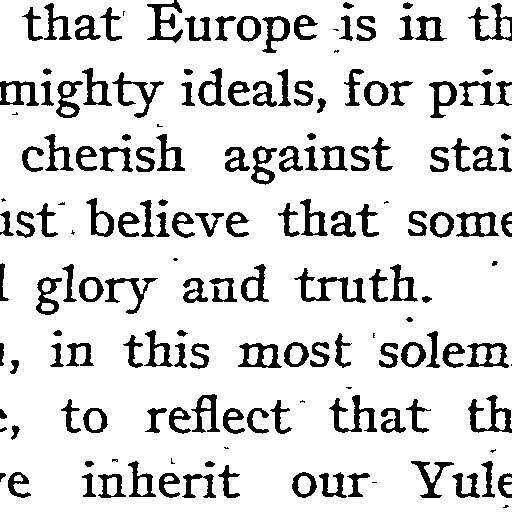 that Europe is in th
mighty ideals, for prin
cherish against stai
ust believe that some
l glory and truth.
, in this most solem
e, to reflect that th
ve inherit our Yule